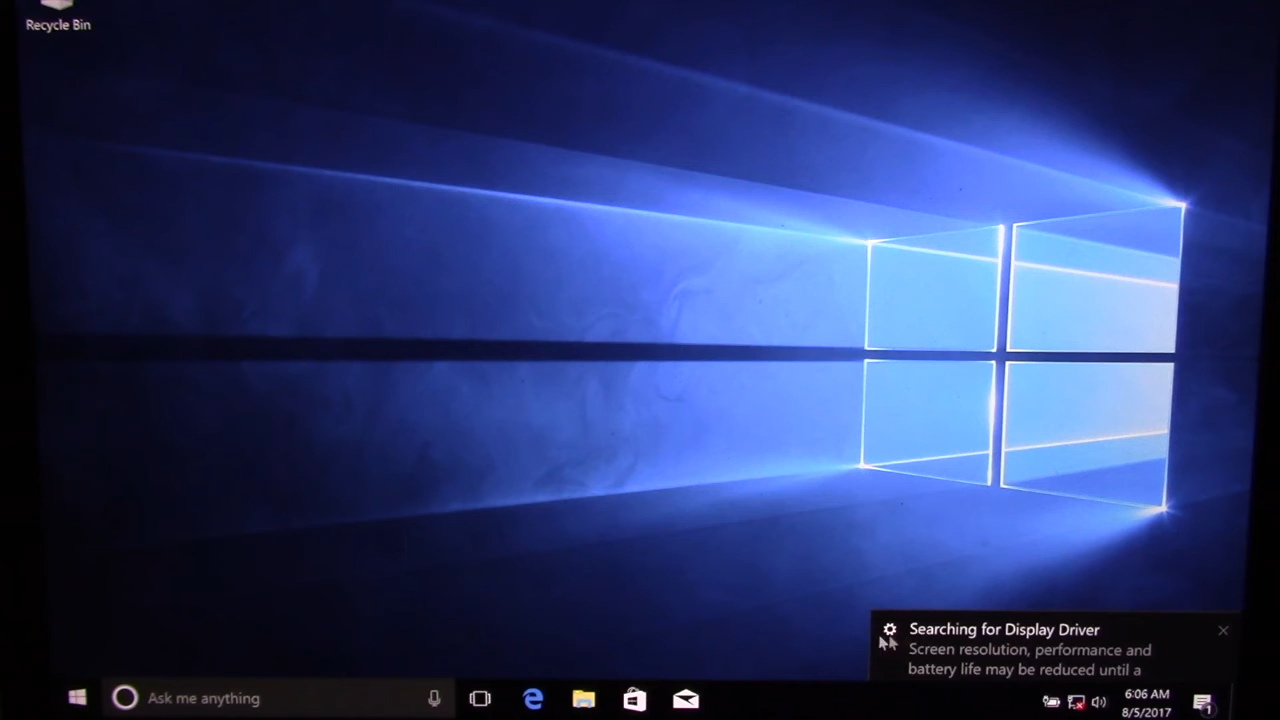 Recycle Bin
Searching for Display Driver
Screen resolution, performance and
battery life may be reduced until a
Ask me anything
6:06 AM
8/5/2017
1